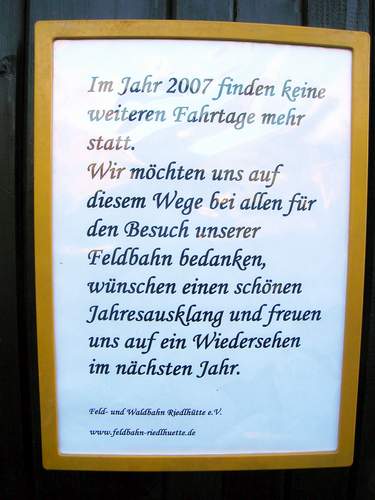 Im Jahr 2007 finden keine
weiteren Fahrtage mehr
statt.
Wir möchten uns auf
diesem Wege bei allen für
den Besuch unserer
Feldbahn bedanken,
wünschen einen schönen
Jahresausklang und freuen
uns auf ein Wiedersehen
im nächsten Jahr.
Feld- und Waldbahn Riedlhütte e.V.
www.feldbahn-riedlhuette.de